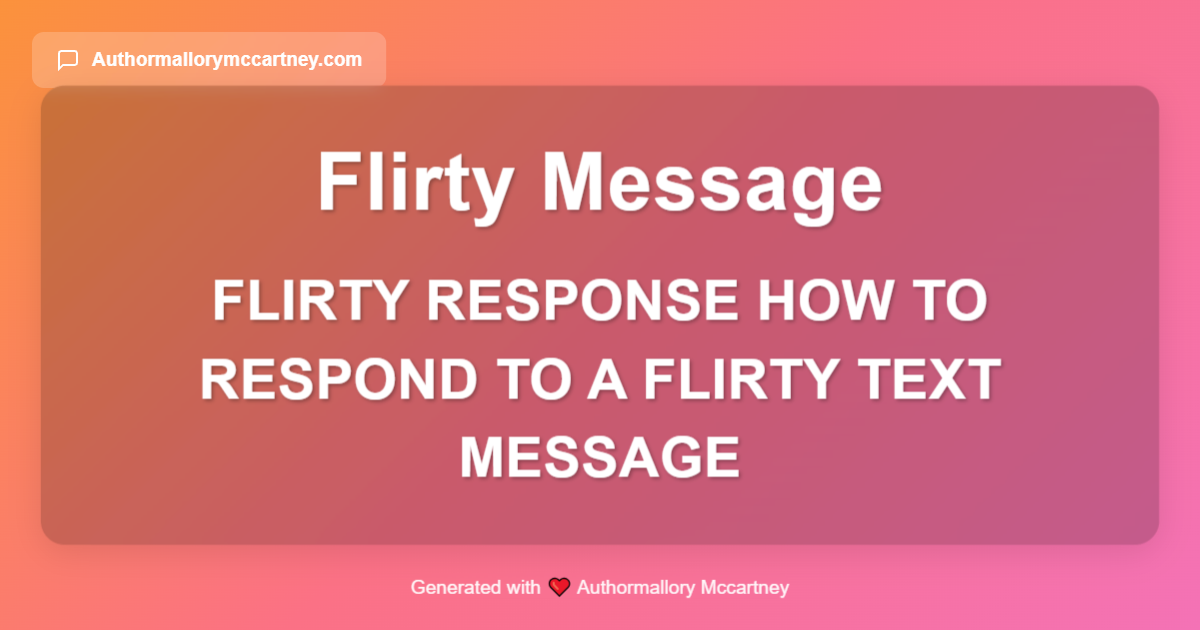 Authormallorymccartney.com
Flirty Message
FLIRTY RESPONSE HOW TO
RESPOND TO A FLIRTY TEXT
MESSAGE
Generated with ❤️ Authormallory Mccartney